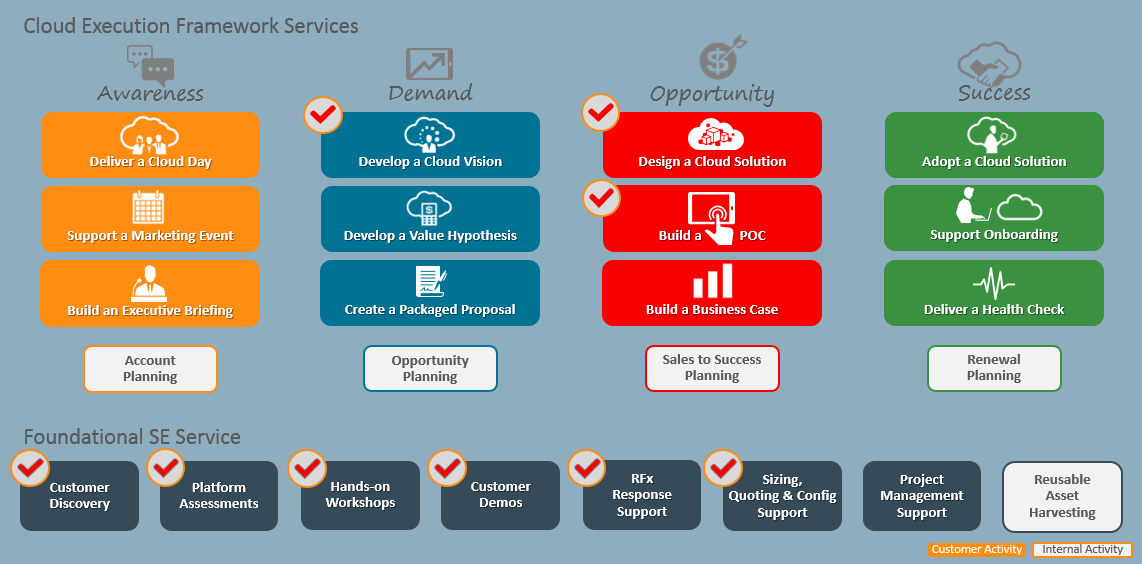 Cloud Execution Framework Services
Awareness
Demand
Opportunity
Success
Deliver a Cloud Day
Develop a Cloud Vision
Design a Cloud Solution
Adopt a Cloud Solution
Support a Marketing Event
Develop a Value Hypothesis
Build a POC
Support Onboarding
Build an Executive Briefing
Create a Packaged Proposal
Build a Business Case
Deliver a Health Check
Account
Planning
Opportunity
Planning
Sales to Success
Planning
Renewal
Planning
Foundational SE Service
Customer
Discovery
Platform
Assessments
Hands-on
Workshops
Customer
Demos
RFx
Response
Support
Sizing,
Quoting & Config
Support
Project
Management
Support
Reusable
Asset
Harvesting
Customer Activity
Internal Activity